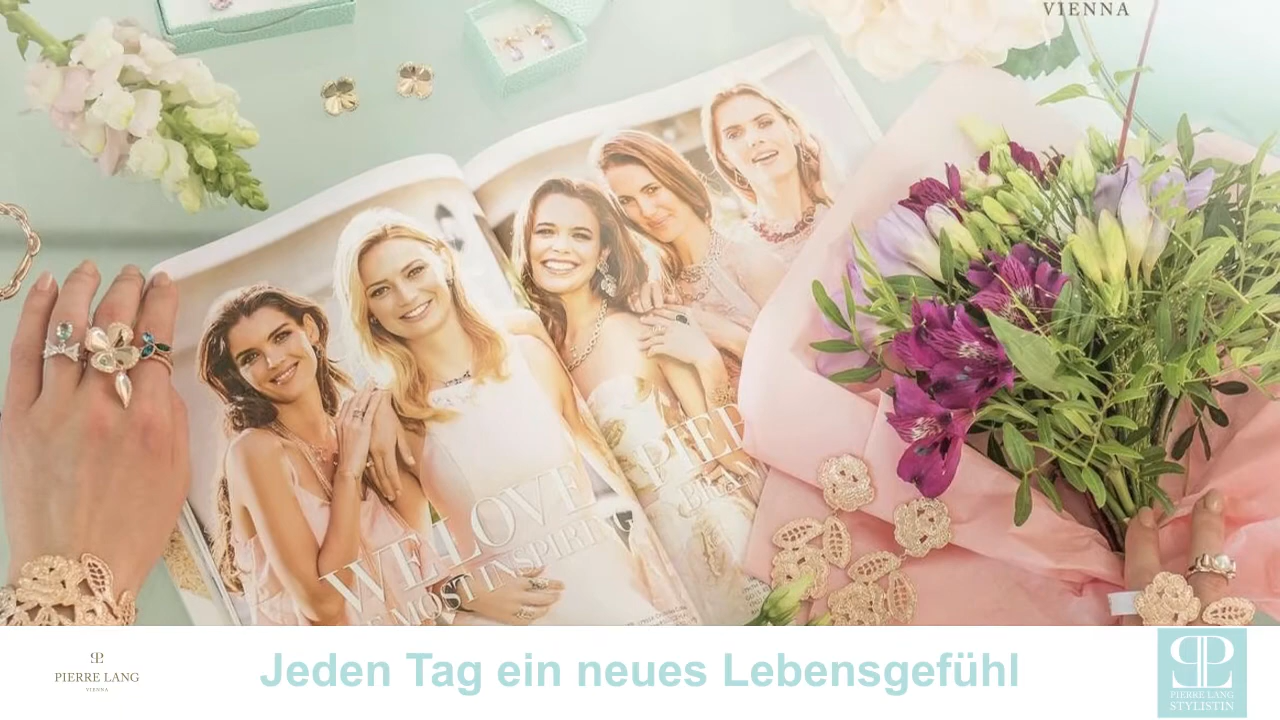 VIENNA
WE LOVE
MOST INSPIRING
PIERRE LANG
VIENNA
Jeden Tag ein neues Lebensgefühl
PIERRE LANG
STYLISTIN